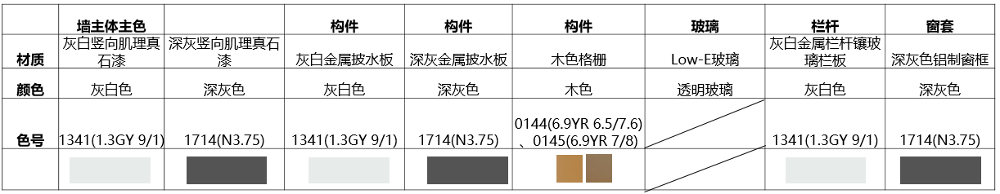 墙主体主色 构件 构件 构件 玻璃 栏杆 窗套
材质 灰白竖向肌理真石漆 深灰竖向肌理真石漆 灰白金属披水板 深灰金属披水板 木色格栅 Low-E玻璃 灰白金属栏杆镶玻璃栏板 深灰色铝制窗框
颜色 灰白色 深灰色 灰白色 深灰色 木色 透明玻璃 灰白色 深灰色
色号 1341(1.3GY 9/1) 1714(N3.75) 1341(1.3GY 9/1) 1714(N3.75) 0144(6.9YR 6.5/7.6)、0145(6.9YR 7/8) 1341(1.3GY 9/1) 1714(N3.75)